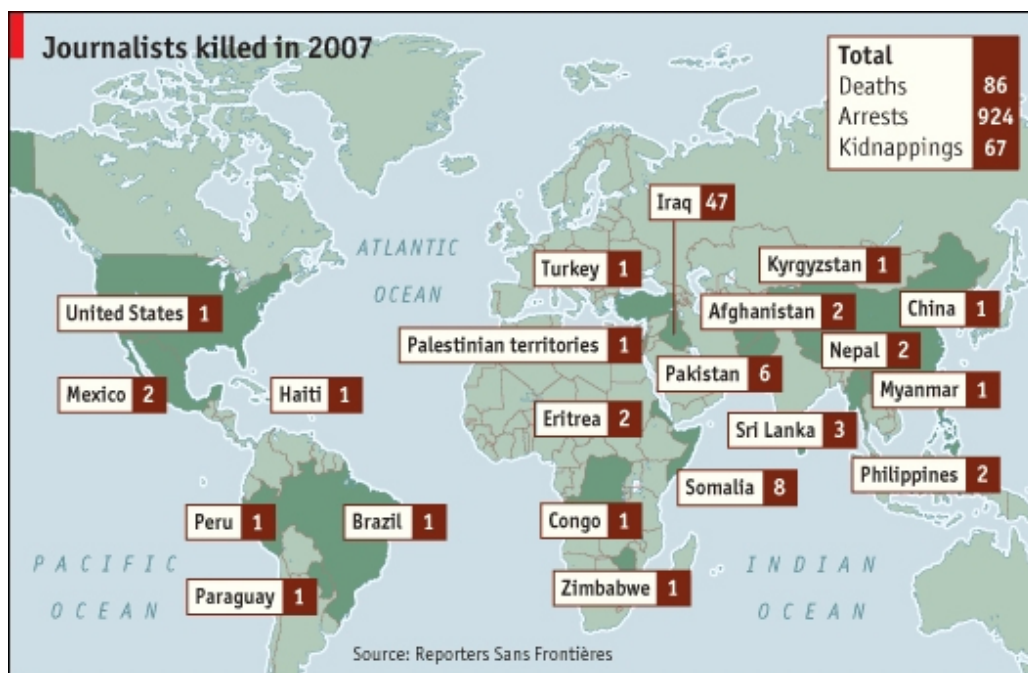 Journalists killed in 2007
Total
Deaths 86
Arrests 924
Kidnappings 67
Iraq 47
ATLANTIC
OCEAN
Turkey 1
Kyrgyzstan 1
United States 1
Afghanistan 2
China 1
Palestinian territories 1
Nepal 2
Pakistan 6
Mexico 2
Haiti 1
Myanmar 1
Eritrea 2
Sri Lanka 3
Philippines 2
Somalia 8
Peru 1
Brazil 1
Congo 1
PACIFIC
OCEAN
INDIAN
OCEAN
Paraguay 1
Zimbabwe 1
Source: Reporters Sans Frontières